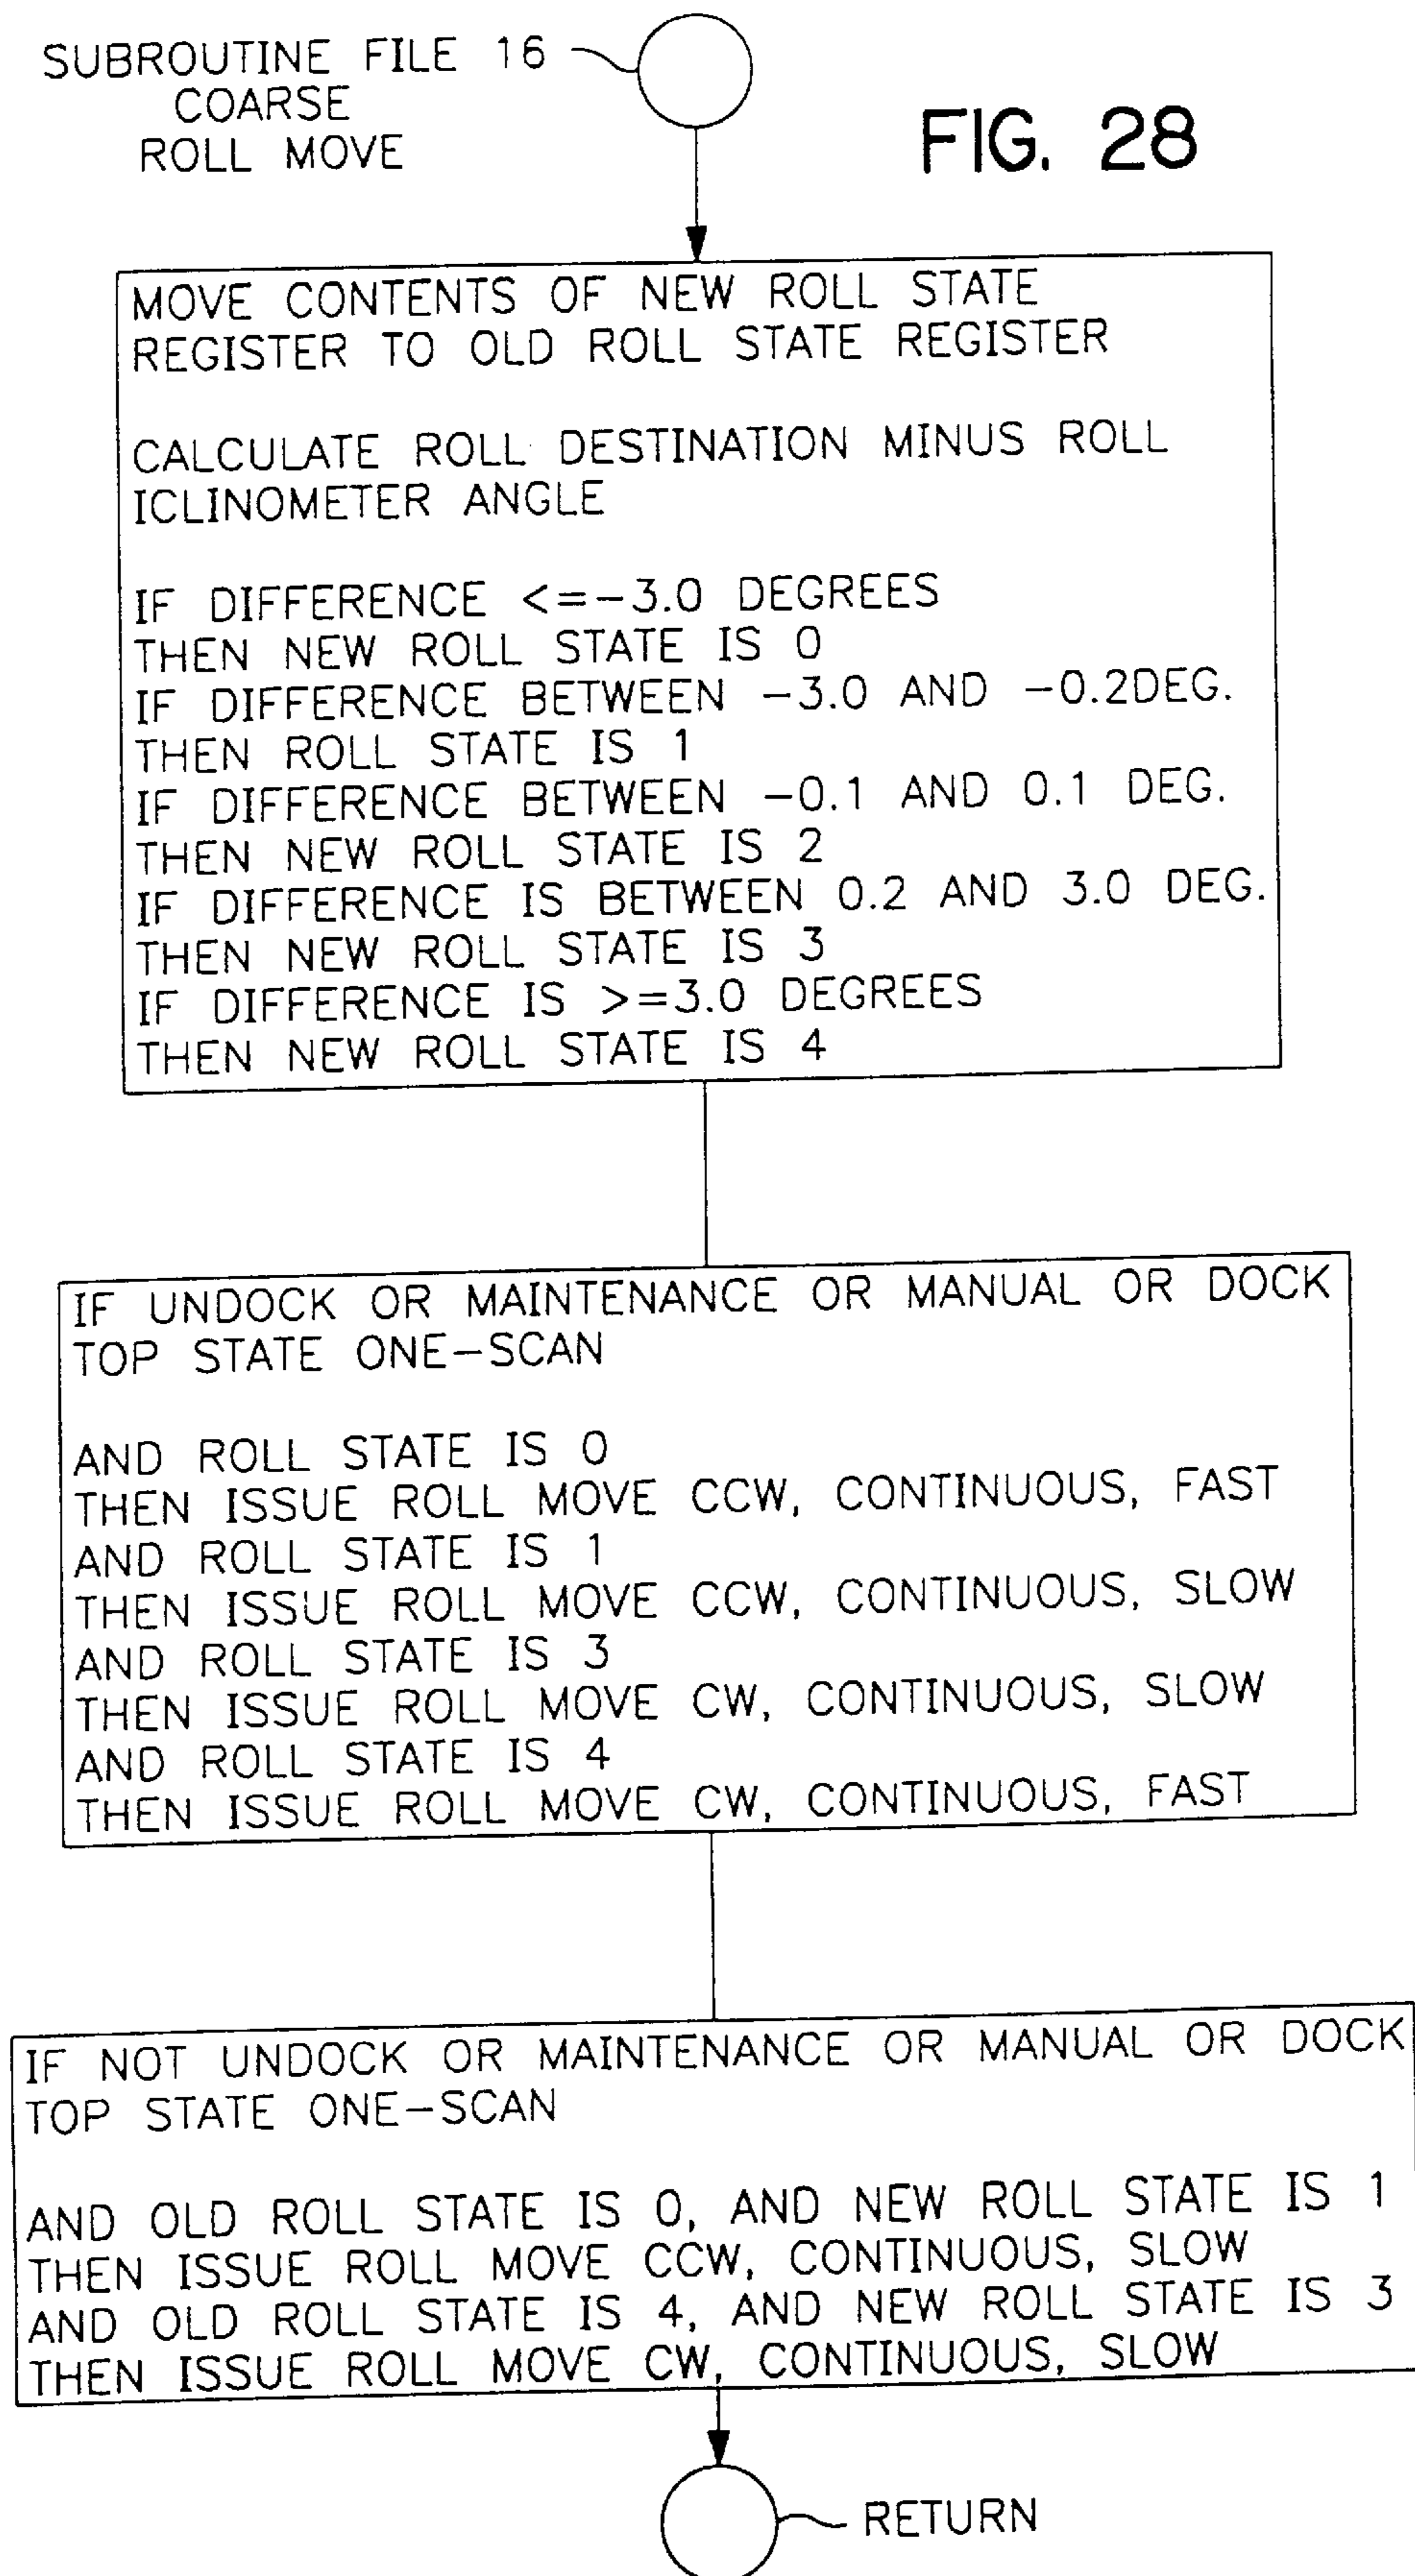 SUBROUTINE FILE 16
COARSE
ROLL MOVE
FIG. 28
MOVE CONTENTS OF NEW ROLL STATE
REGISTER TO OLD ROLL STATE REGISTER
CALCULATE ROLL DESTINATION MINUS ROLL
ICLINOMETER ANGLE
IF DIFFERENCE <=-3.0 DEGREES
THEN NEW ROLL STATE IS 0
IF DIFFERENCE BETWEEN -3.0 AND -0.2DEG.
THEN ROLL STATE IS 1
IF DIFFERENCE BETWEEN -0.1 AND 0.1 DEG.
THEN NEW ROLL STATE IS 2
IF DIFFERENCE IS BETWEEN 0.2 AND 3.0 DEG.
THEN NEW ROLL STATE IS 3
IF DIFFERENCE IS >=3.0 DEGREES
THEN NEW ROLL STATE IS 4
IF UNDOCK OR MAINTENANCE OR MANUAL OR DOCK
TOP STATE ONE-SCAN
AND ROLL STATE IS 0
THEN ISSUE ROLL MOVE CCW, CONTINUOUS, FAST
AND ROLL STATE IS 1
THEN ISSUE ROLL MOVE CCW, CONTINUOUS, SLOW
AND ROLL STATE IS 3
THEN ISSUE ROLL MOVE CW, CONTINUOUS, SLOW
AND ROLL STATE IS 4
THEN ISSUE ROLL MOVE CW, CONTINUOUS, FAST
IF NOT UNDOCK OR MAINTENANCE OR MANUAL OR DOCK
TOP STATE ONE-SCAN
AND OLD ROLL STATE IS 0, AND NEW ROLL STATE IS 1
THEN ISSUE ROLL MOVE CCW, CONTINUOUS, SLOW
AND OLD ROLL STATE IS 4, AND NEW ROLL STATE IS 3
THEN ISSUE ROLL MOVE CW, CONTINUOUS, SLOW
RETURN